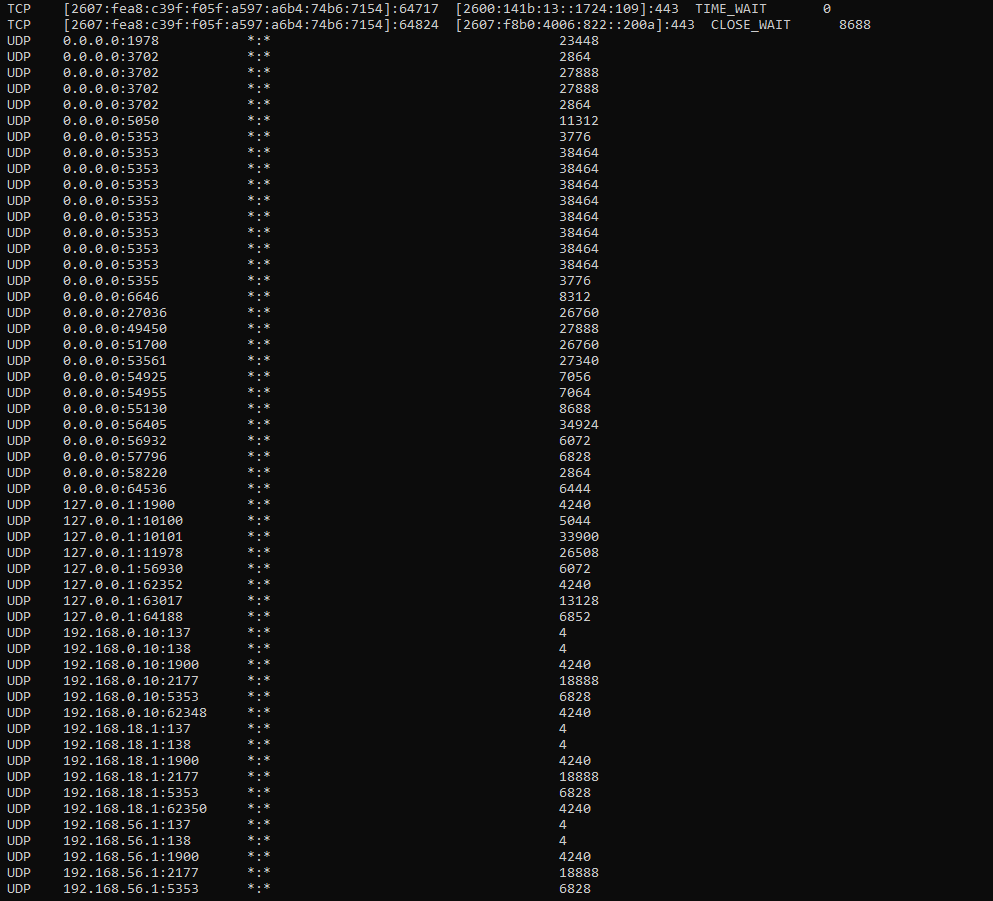 TCP [2607:fea8:c39f:f05f:a597:a6b4:74b6:7154]:64717 [2600:141b:13::1724:109]:443 TIME_WAIT 0
TCP [2607:fea8:c39f:f05f:a597:a6b4:74b6:7154]:64824 [2607:f8b0:4006:822::200a]:443 CLOSE_WAIT 8688
UDP 0.0.0.0:1978 *:* 23448
UDP 0.0.0.0:3702 *:* 2864
UDP 0.0.0.0:3702 *:* 27888
UDP 0.0.0.0:3702 *:* 27888
UDP 0.0.0.0:3702 *:* 2864
UDP 0.0.0.0:5050 *:* 11312
UDP 0.0.0.0:5353 *:* 3776
UDP 0.0.0.0:5353 *:* 38464
UDP 0.0.0.0:5353 *:* 38464
UDP 0.0.0.0:5353 *:* 38464
UDP 0.0.0.0:5353 *:* 38464
UDP 0.0.0.0:5353 *:* 38464
UDP 0.0.0.0:5353 *:* 38464
UDP 0.0.0.0:5353 *:* 38464
UDP 0.0.0.0:5353 *:* 38464
UDP 0.0.0.0:5355 *:* 3776
UDP 0.0.0.0:6646 *:* 8312
UDP 0.0.0.0:27036 *:* 26760
UDP 0.0.0.0:49450 *:* 27888
UDP 0.0.0.0:51700 *:* 26760
UDP 0.0.0.0:53561 *:* 27340
UDP 0.0.0.0:54925 *:* 7056
UDP 0.0.0.0:54955 *:* 7064
UDP 0.0.0.0:55130 *:* 8688
UDP 0.0.0.0:56405 *:* 34924
UDP 0.0.0.0:56932 *:* 6072
UDP 0.0.0.0:57796 *:* 6828
UDP 0.0.0.0:58220 *:* 2864
UDP 0.0.0.0:64536 *:* 6444
UDP 127.0.0.1:1900 *:* 4240
UDP 127.0.0.1:10100 *:* 5044
UDP 127.0.0.1:10101 *:* 33900
UDP 127.0.0.1:11978 *:* 26508
UDP 127.0.0.1:56930 *:* 6072
UDP 127.0.0.1:62352 *:* 4240
UDP 127.0.0.1:63017 *:* 13128
UDP 127.0.0.1:64188 *:* 6852
UDP 192.168.0.10:137 *:* 4
UDP 192.168.0.10:138 *:* 4
UDP 192.168.0.10:1900 *:* 4240
UDP 192.168.0.10:2177 *:* 18888
UDP 192.168.0.10:5353 *:* 6828
UDP 192.168.0.10:62348 *:* 4240
UDP 192.168.18.1:137 *:* 4
UDP 192.168.18.1:138 *:* 4
UDP 192.168.18.1:1900 *:* 4240
UDP 192.168.18.1:2177 *:* 18888
UDP 192.168.18.1:5353 *:* 6828
UDP 192.168.18.1:62350 *:* 4240
UDP 192.168.56.1:137 *:* 4
UDP 192.168.56.1:138 *:* 4
UDP 192.168.56.1:1900 *:* 4240
UDP 192.168.56.1:2177 *:* 18888
UDP 192.168.56.1:5353 *:* 6828